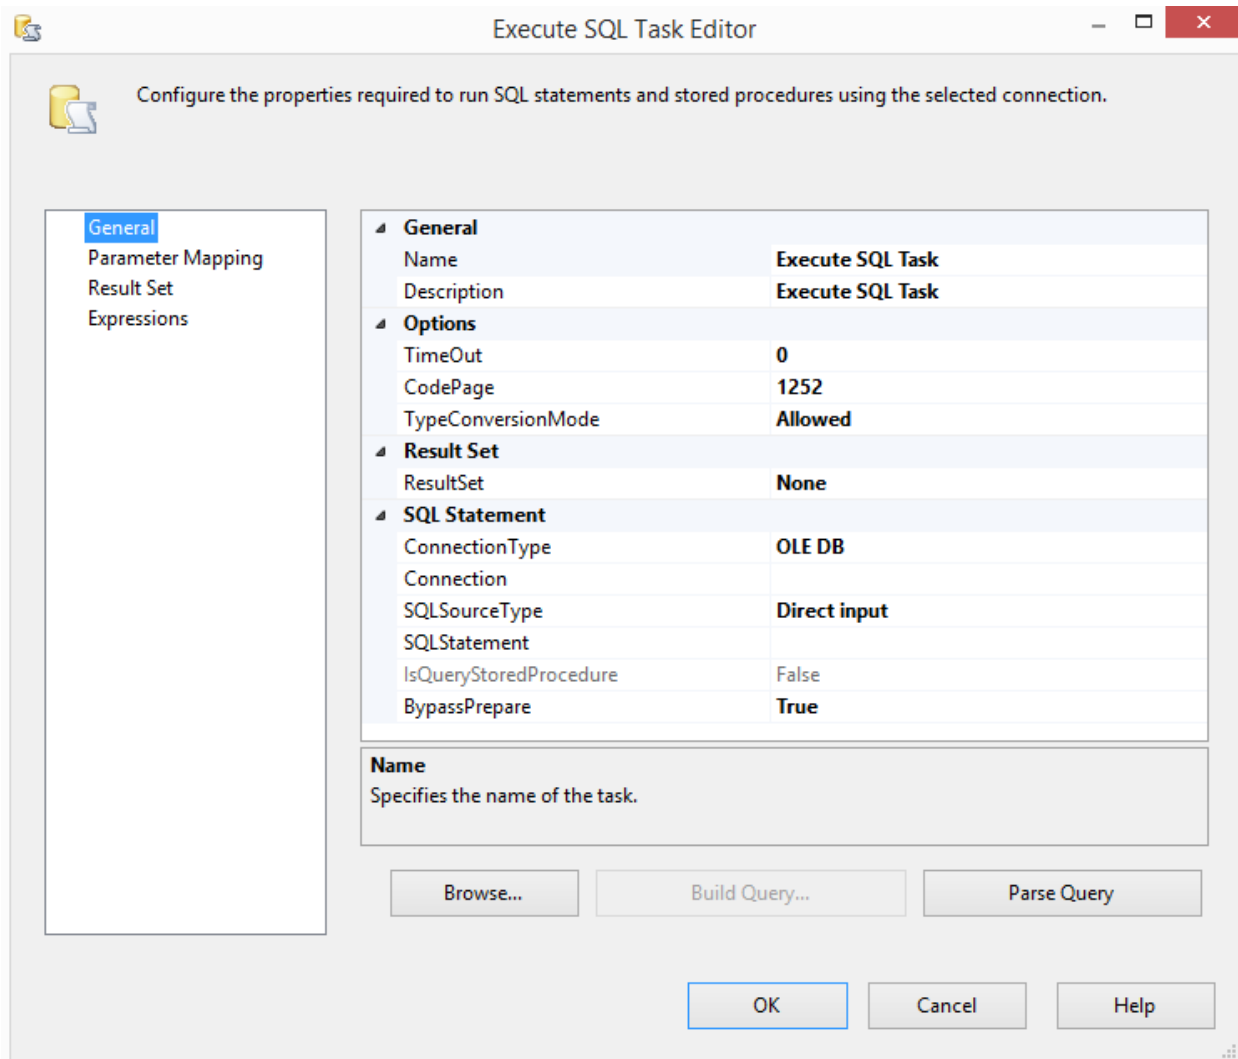 Execute SQL Task Editor
Configure the properties required to run SQL statements and stored procedures using the selected connection.
General
Parameter Mapping
Result Set
Expressions
General
Name Execute SQL Task
Description Execute SQL Task
Options
TimeOut 0
CodePage 1252
TypeConversionMode Allowed
Result Set
ResultSet None
SQL Statement
ConnectionType OLE DB
Connection
SQLSourceType Direct input
SQLStatement
IsQueryStoredProcedure False
BypassPrepare True
Name
Specifies the name of the task.
Browse... Build Query... Parse Query
OK Cancel Help